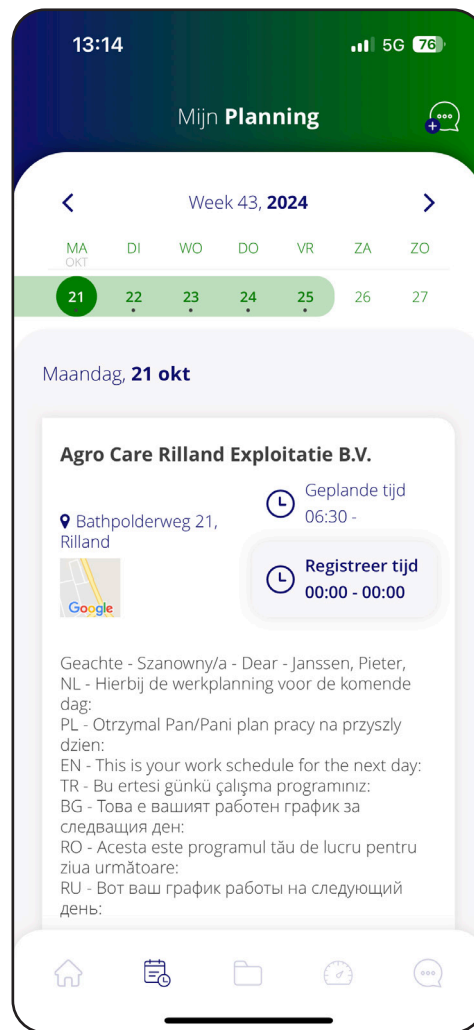 13:14
5G 76
Mijn Planning
Week 43, 2024
MA DI WO DO VR ZA ZO
OKT
21 22 23 24 25 26 27
Maandag, 21 okt
Agro Care Rilland Exploitatie B.V.
Bathpolderweg 21,
Rilland
Google
Geplande tijd
06:30 -
Registreer tijd
00:00 - 00:00
Geachte - Szanowny/a - Dear - Janssen, Pieter,
NL - Hierbij de werkplanning voor de komende
dag:
PL - Otrzymal Pan/Pani plan pracy na przyszly
dzien:
EN - This is your work schedule for the next day:
TR - Bu ertesi günkü çalişma programınız:
BG - Това е вашият работен график за
следващия ден:
RO - Acesta este programul tău de lucru pentru
ziua următoare:
RU - Вот ваш график работы на следующий
день: